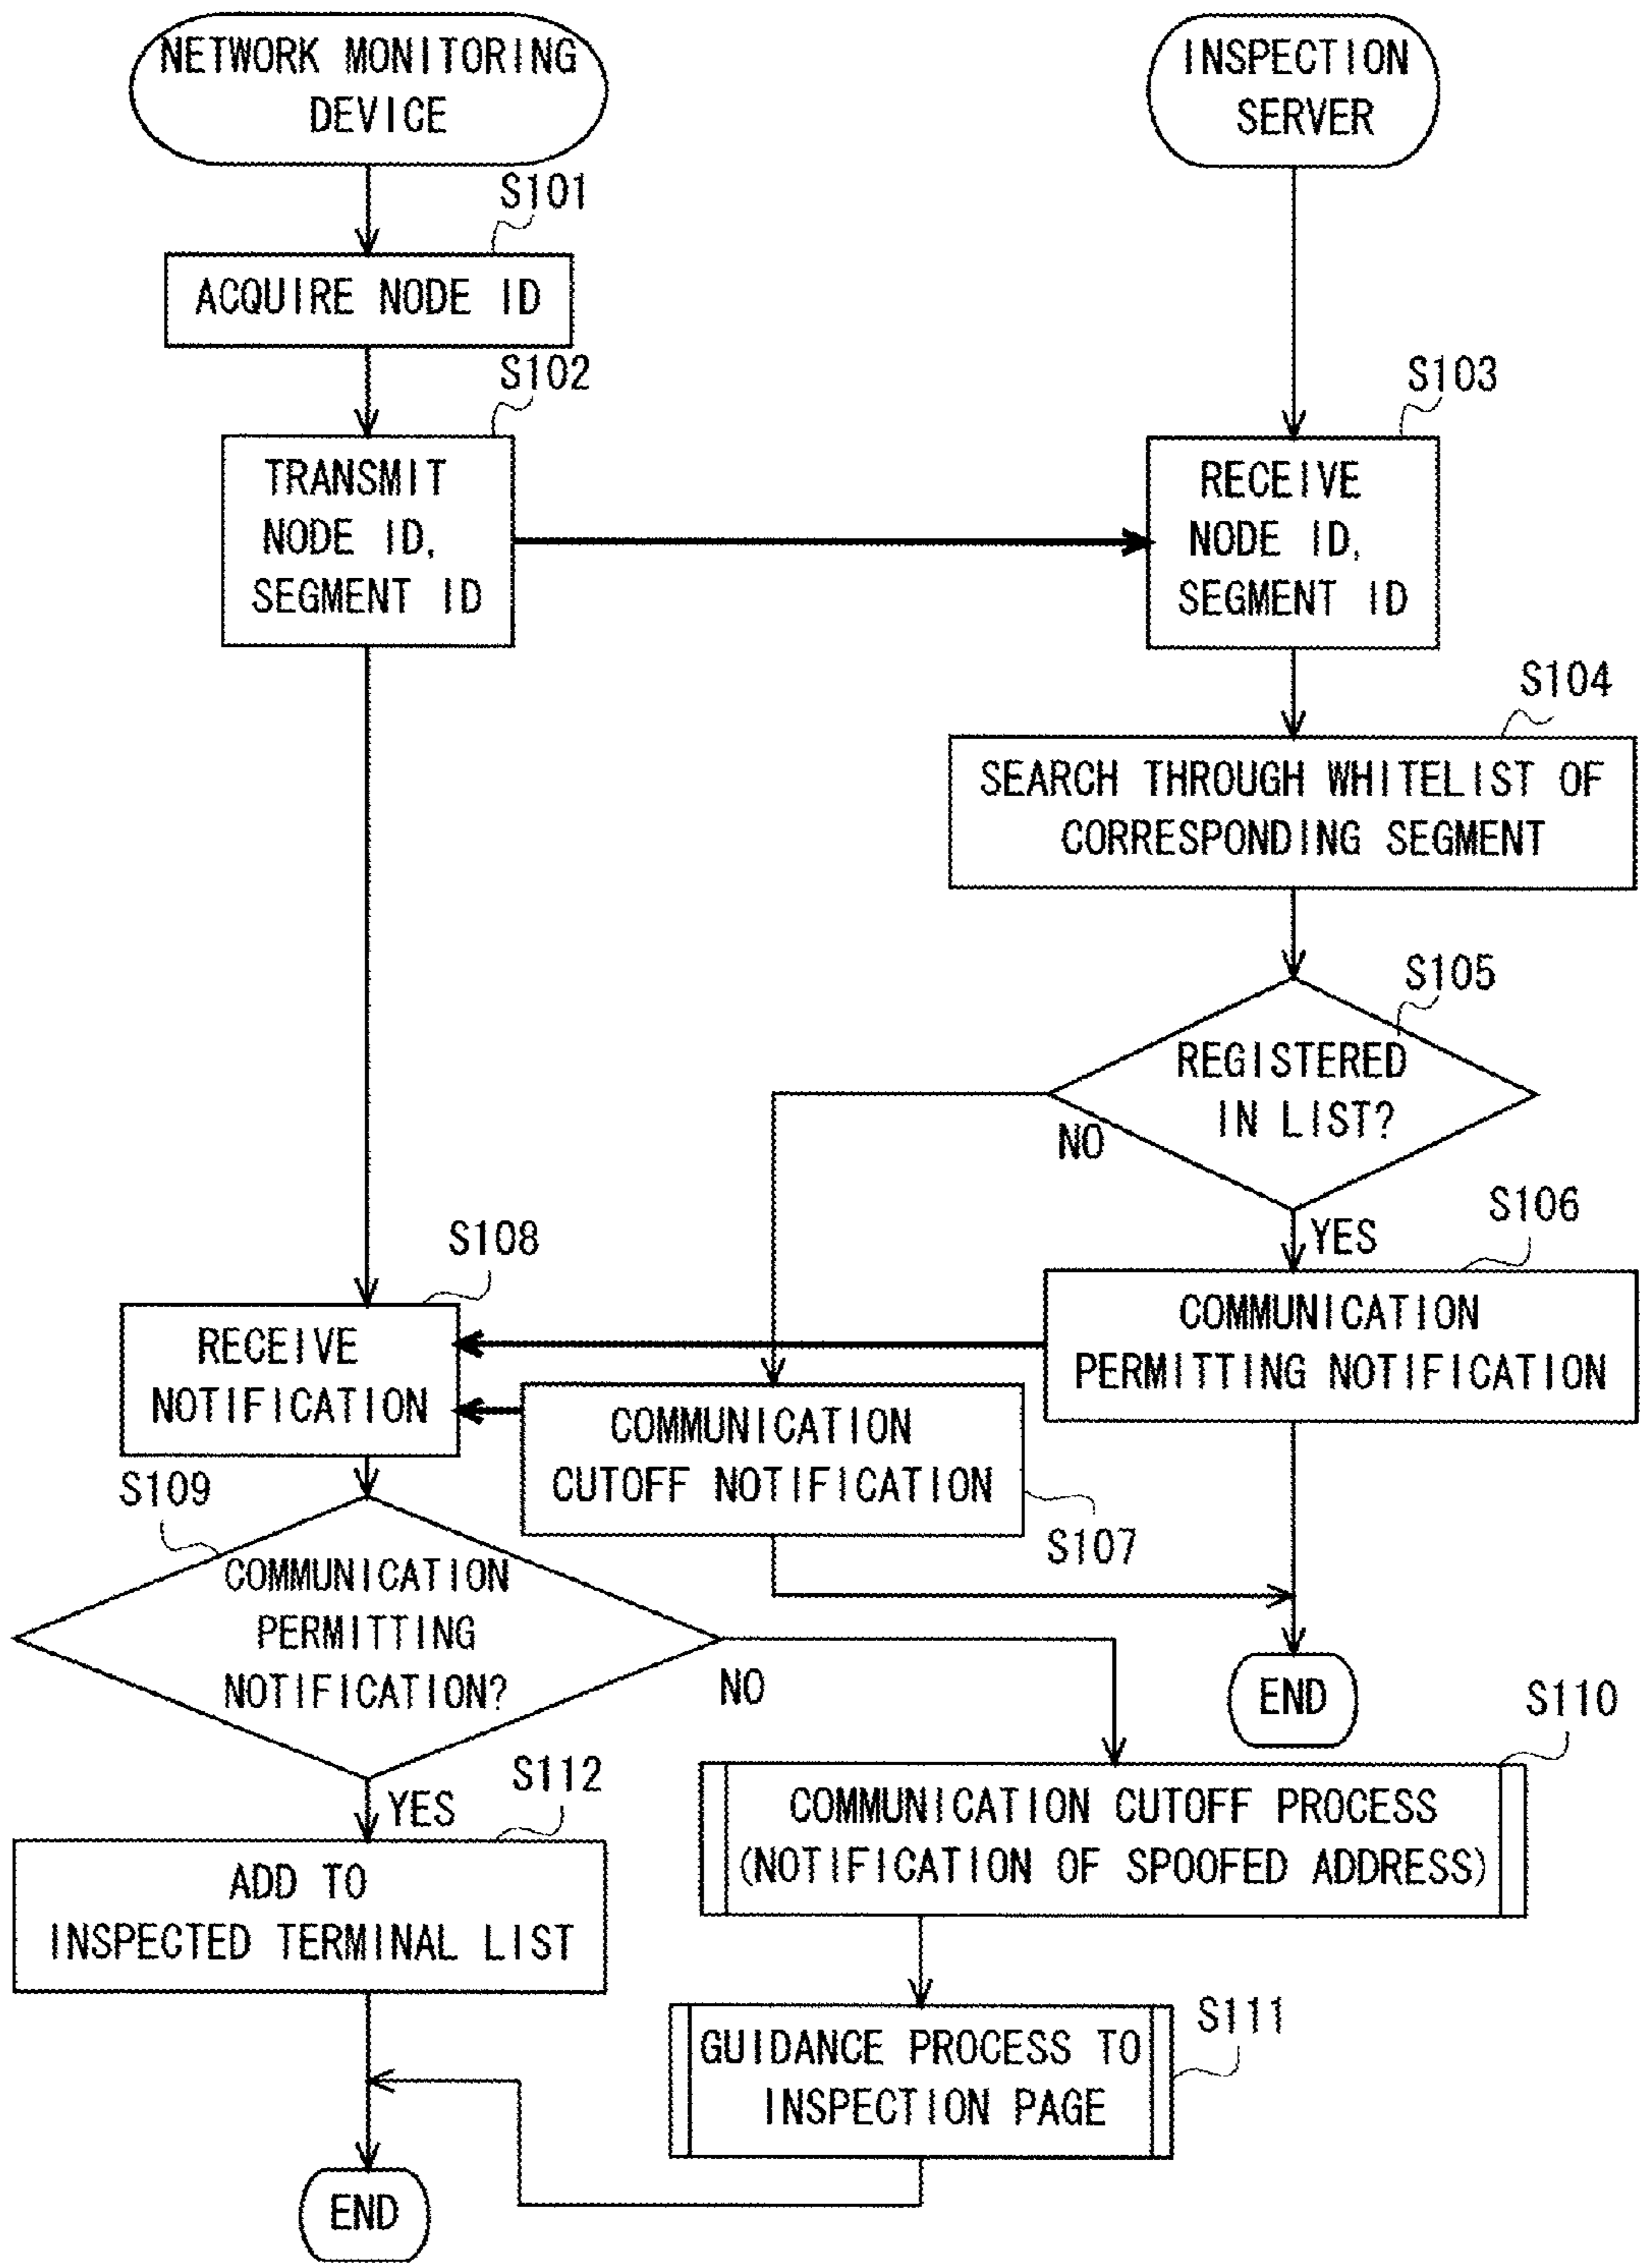 NETWORK MONITORING
DEVICE
INSPECTION
SERVER
S101
ACQUIRE NODE ID
S102
TRANSMIT
NODE ID,
SEGMENT ID
S103
RECEIVE
NODE ID,
SEGMENT ID
S104
SEARCH THROUGH WHITELIST OF
CORRESPONDING SEGMENT
S105
REGISTERED
IN LIST?
NO
YES
S106
COMMUNICATION
PERMITTING NOTIFICATION
S108
RECEIVE
NOTIFICATION
COMMUNICATION
CUTOFF NOTIFICATION
S107
S109
COMMUNICATION
PERMITTING
NOTIFICATION?
NO
END
S110
COMMUNICATION CUTOFF PROCESS
(NOTIFICATION OF SPOOFED ADDRESS)
YES
S112
ADD TO
INSPECTED TERMINAL LIST
S111
GUIDANCE PROCESS TO
INSPECTION PAGE
END